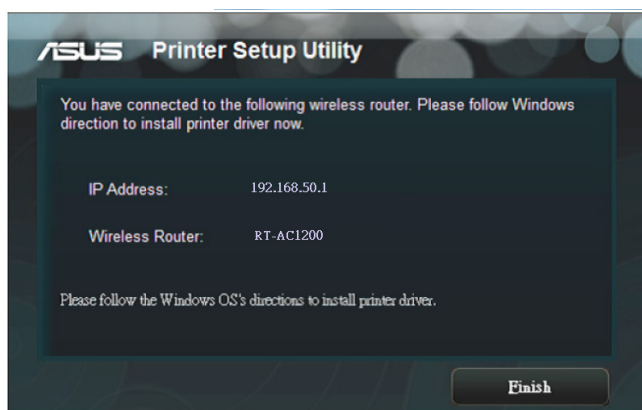 ASUS Printer Setup Utility
You have connected to the following wireless router. Please follow Windows
direction to install printer driver now.
IP Address: 192.168.50.1
Wireless Router: RT-AC1200
Please follow the Windows OS's directions to install printer driver.
Finish